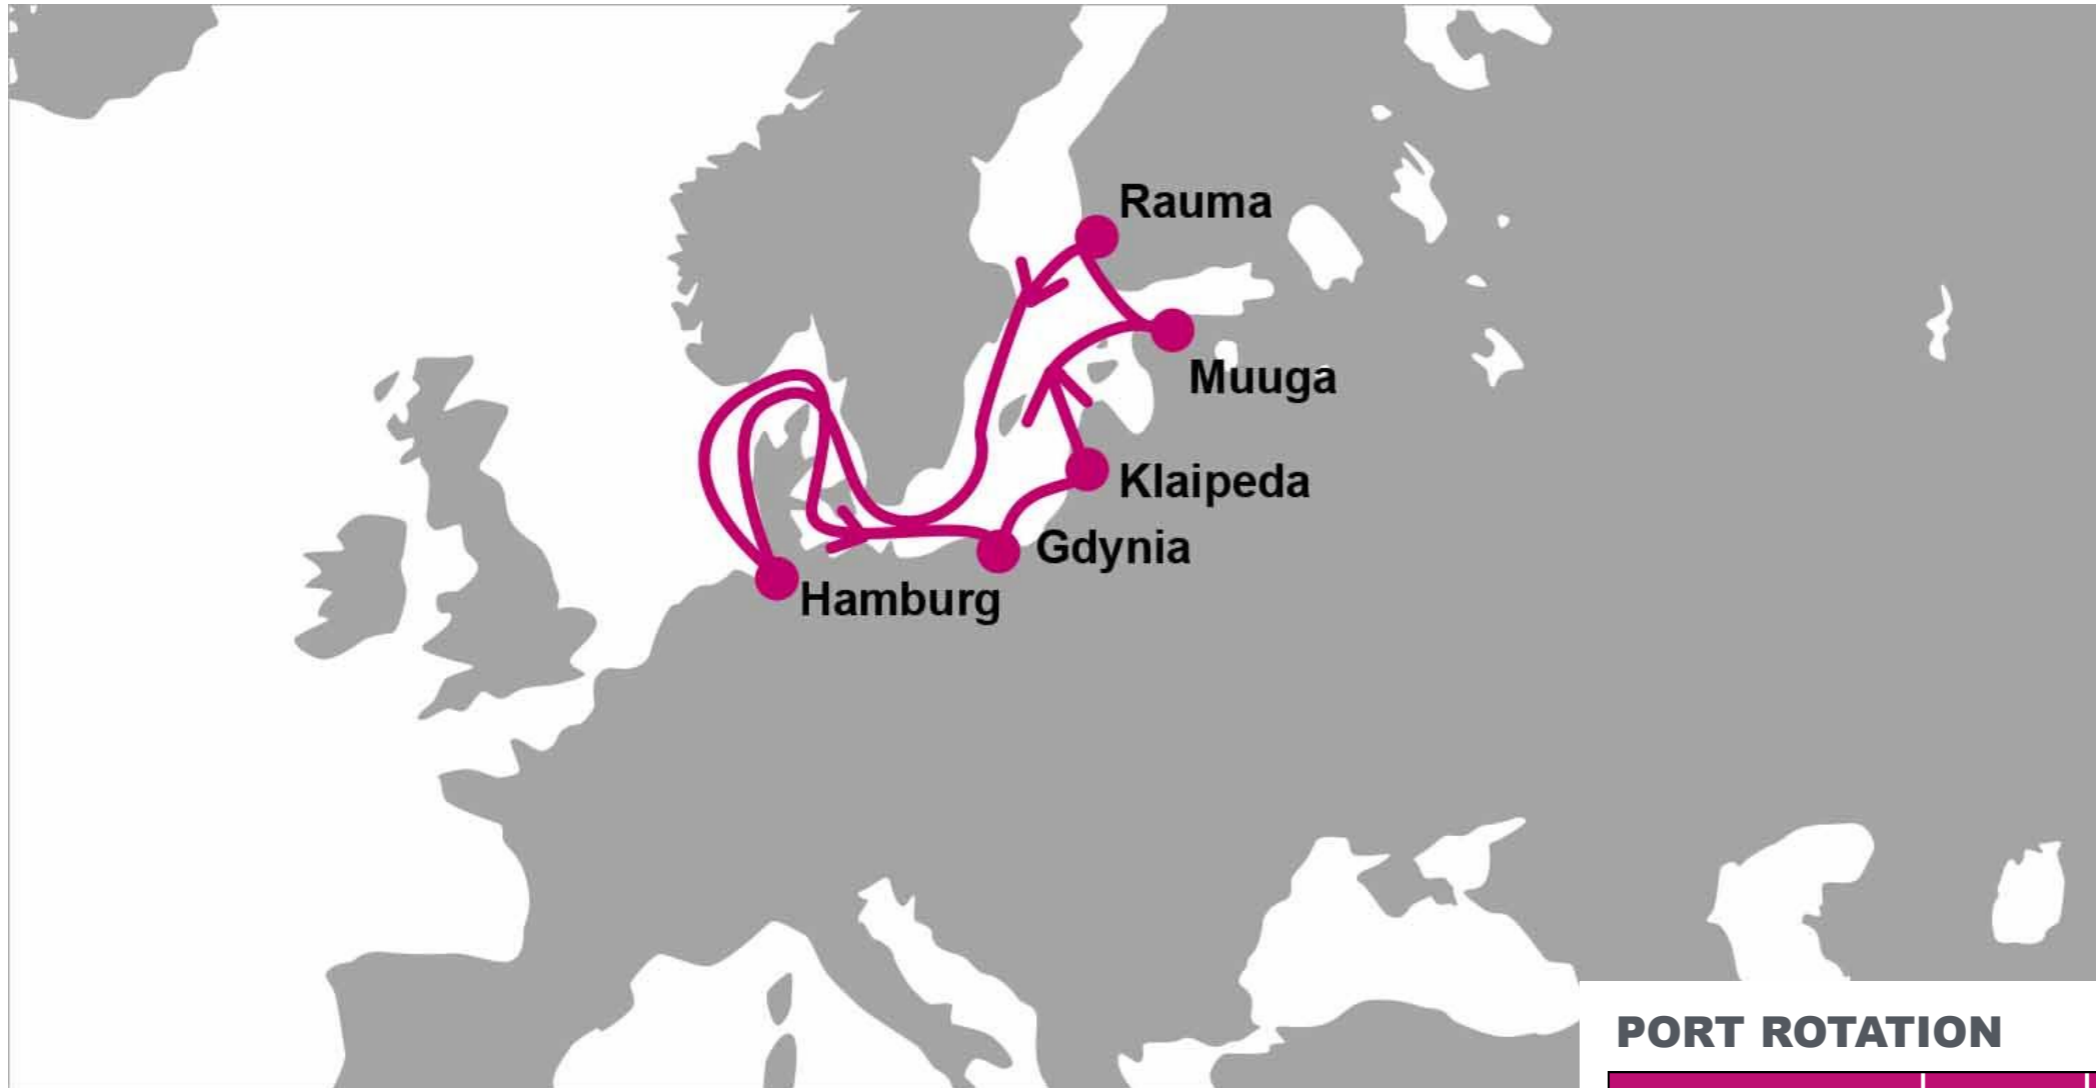 Rauma
Muuga
Klaipeda
Gdynia
Hamburg
PORT ROTATION